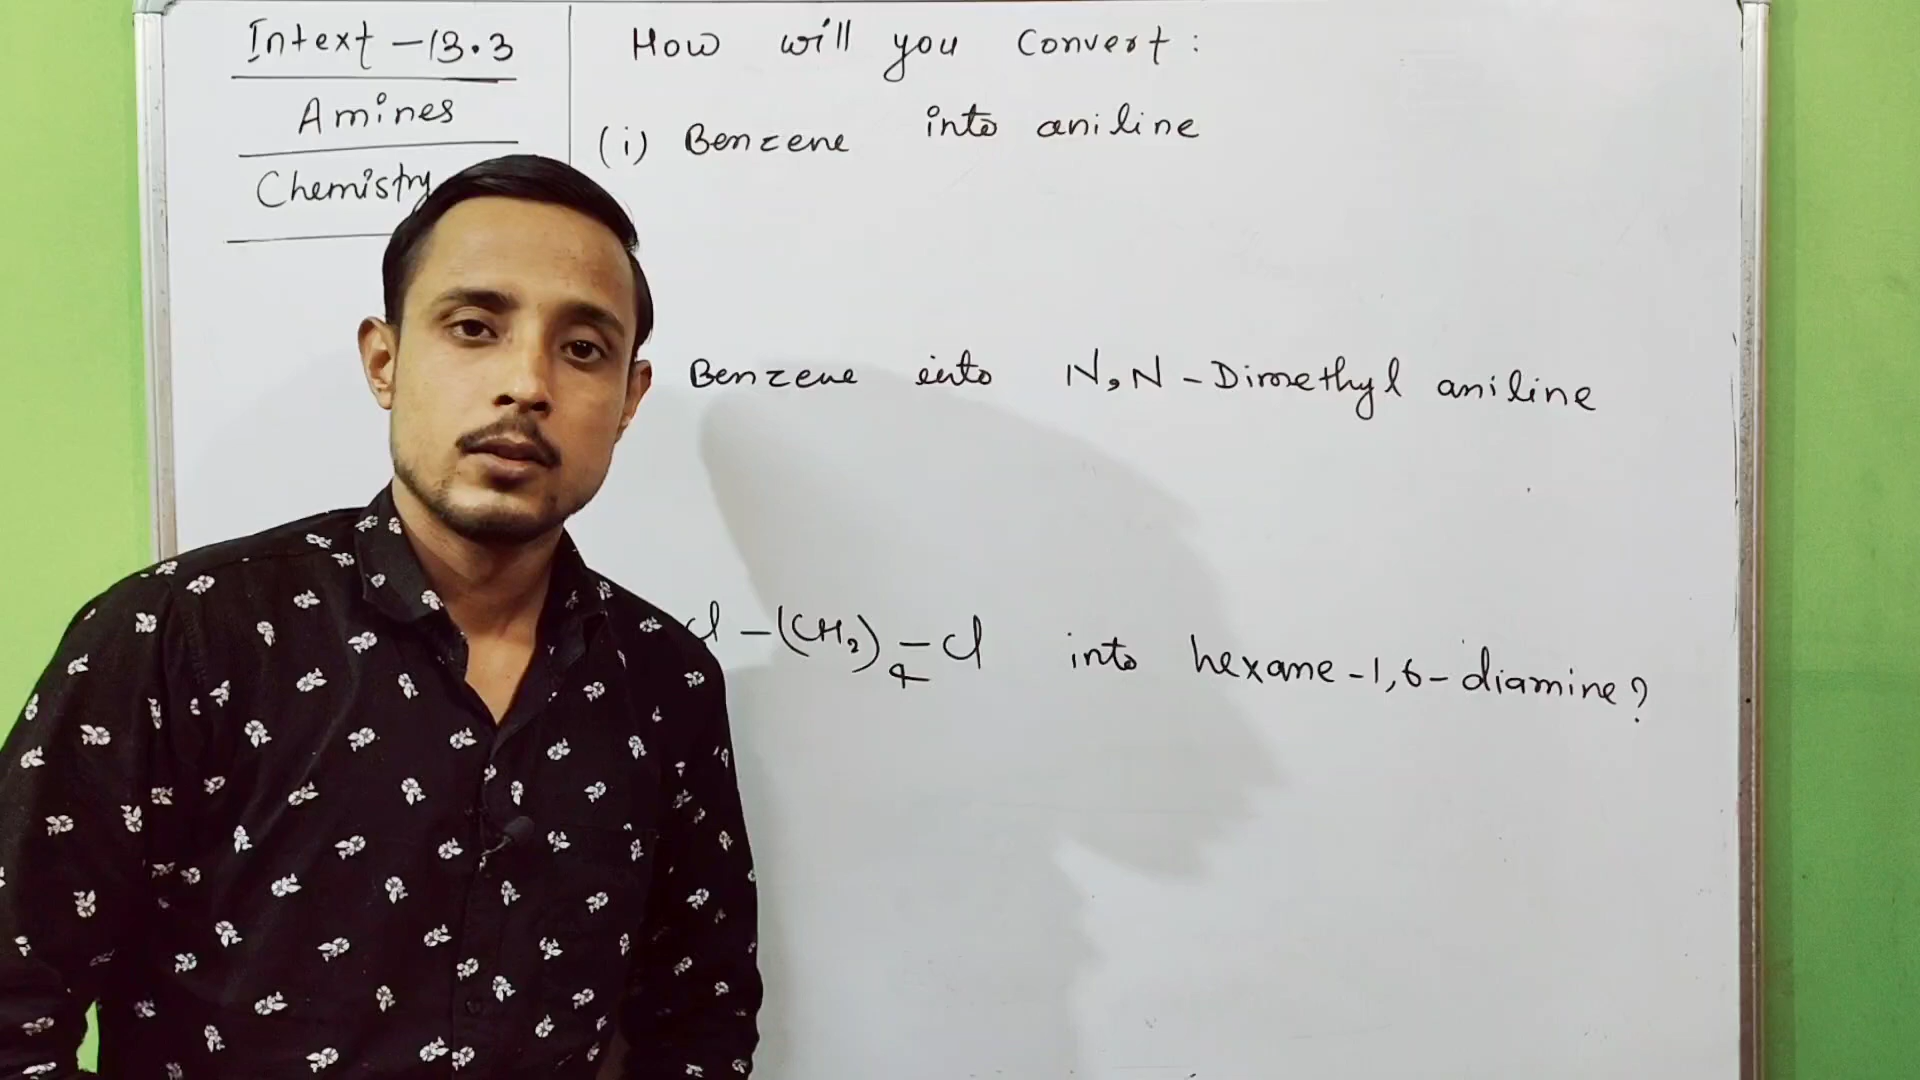 Intext-13.3
Amines
Chemistry
How will you Convert:
(i) Benzene into aniline
Benzene into N,N-Dimethyl aniline
Cl-(CH₂)₄-Cl into hexane-1,6-diamine?